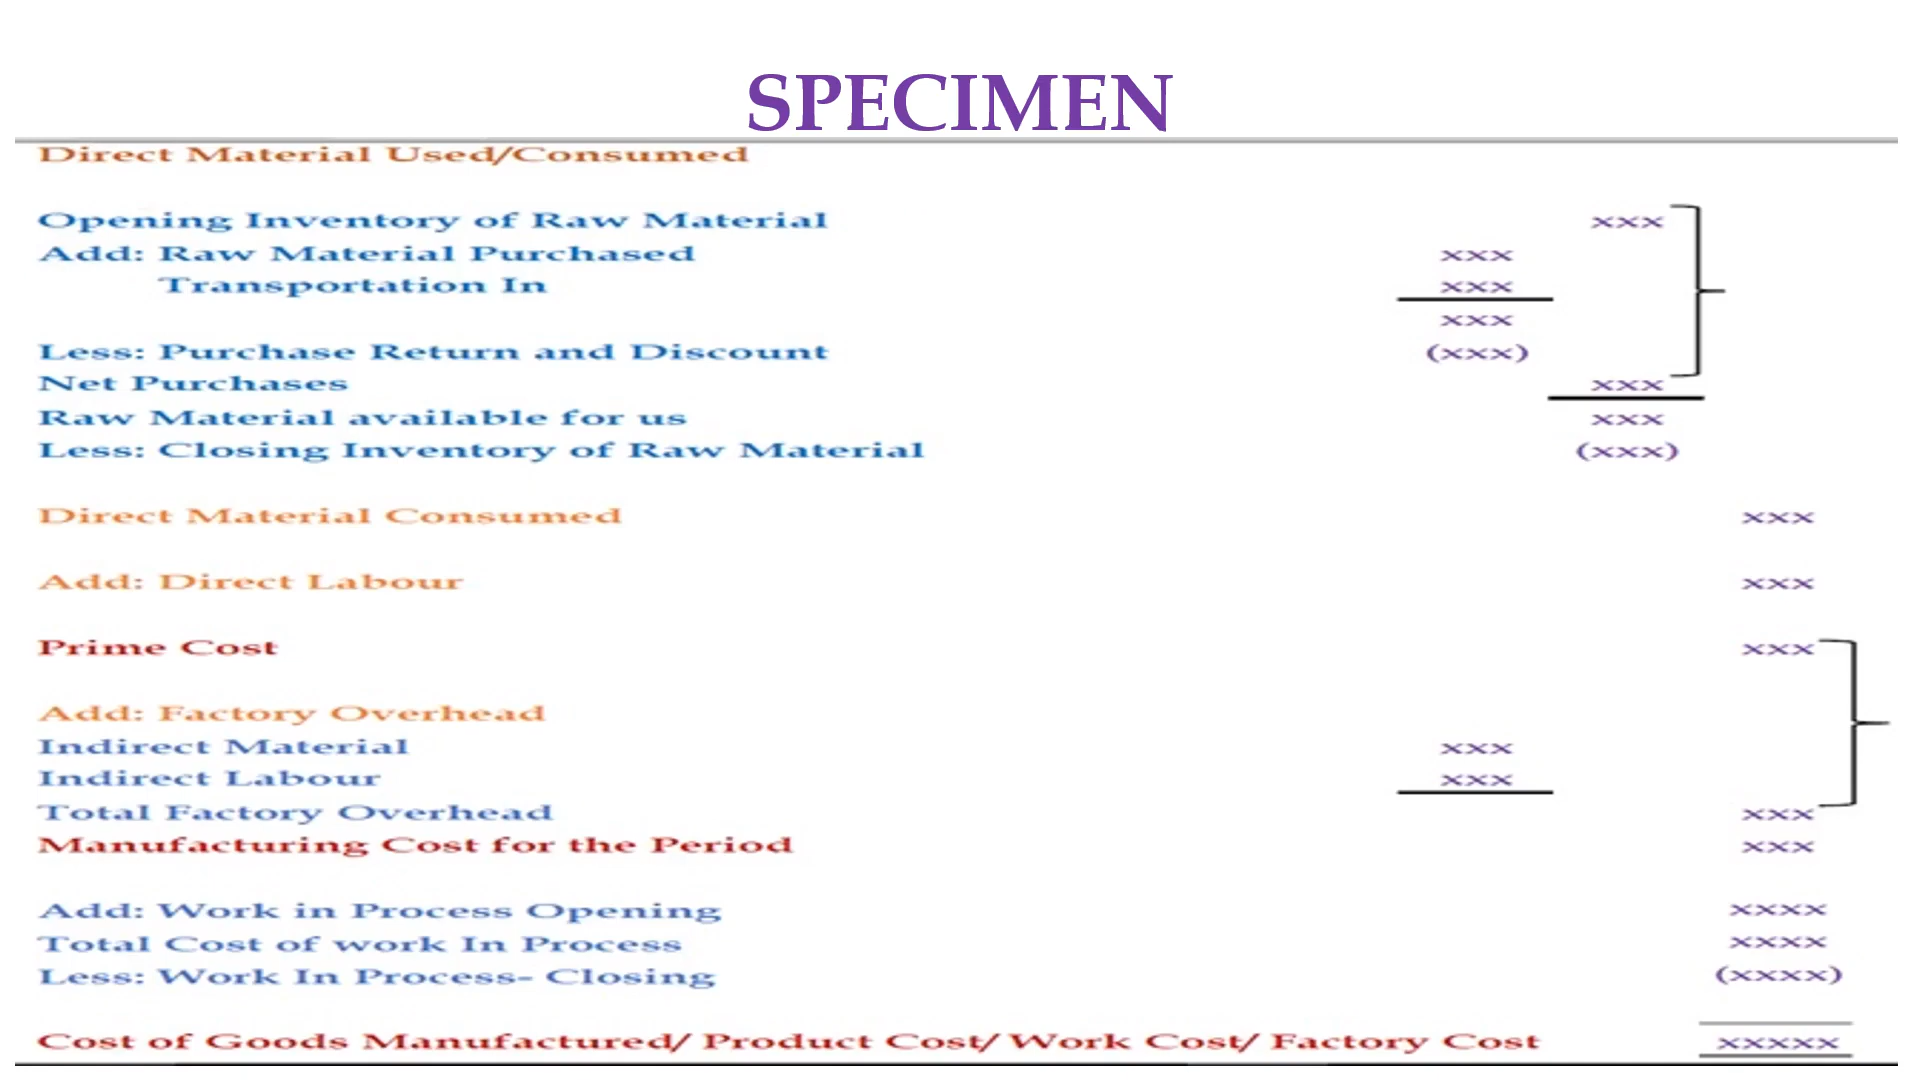 SPECIMEN
Direct Material Used/Consumed
Opening Inventory of Raw Material xxx
Add: Raw Material Purchased xxx
Transportation In xxx
xxx
Less: Purchase Return and Discount (xxx)
Net Purchases xxx
Raw Material available for us xxx
Less: Closing Inventory of Raw Material (xxx)
Direct Material Consumed xxx
Add: Direct Labour xxx
Prime Cost xxx
Add: Factory Overhead
Indirect Material xxx
Indirect Labour xxx
Total Factory Overhead xxx
Manufacturing Cost for the Period xxx
Add: Work in Process Opening xxxx
Total Cost of work In Process xxxx
Less: Work In Process- Closing (xxxx)
Cost of Goods Manufactured/ Product Cost/ Work Cost/ Factory Cost xxxxx